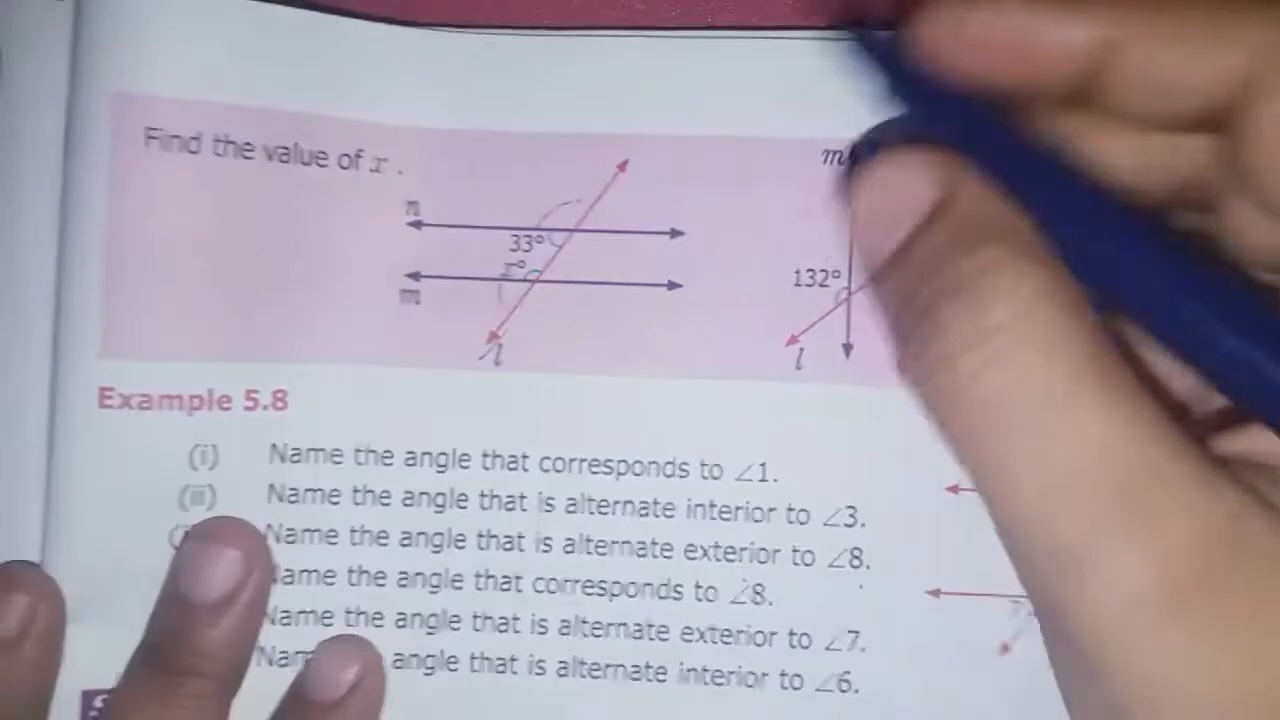 Find the value of x .
n
33°
x°
m
l
m
132°
l
Example 5.8
(i) Name the angle that corresponds to ∠1.
(ii) Name the angle that is alternate interior to ∠3.
Name the angle that is alternate exterior to ∠8.
ame the angle that corresponds to ∠8.
Name the angle that is alternate exterior to ∠7.
angle that is alternate interior to ∠6.